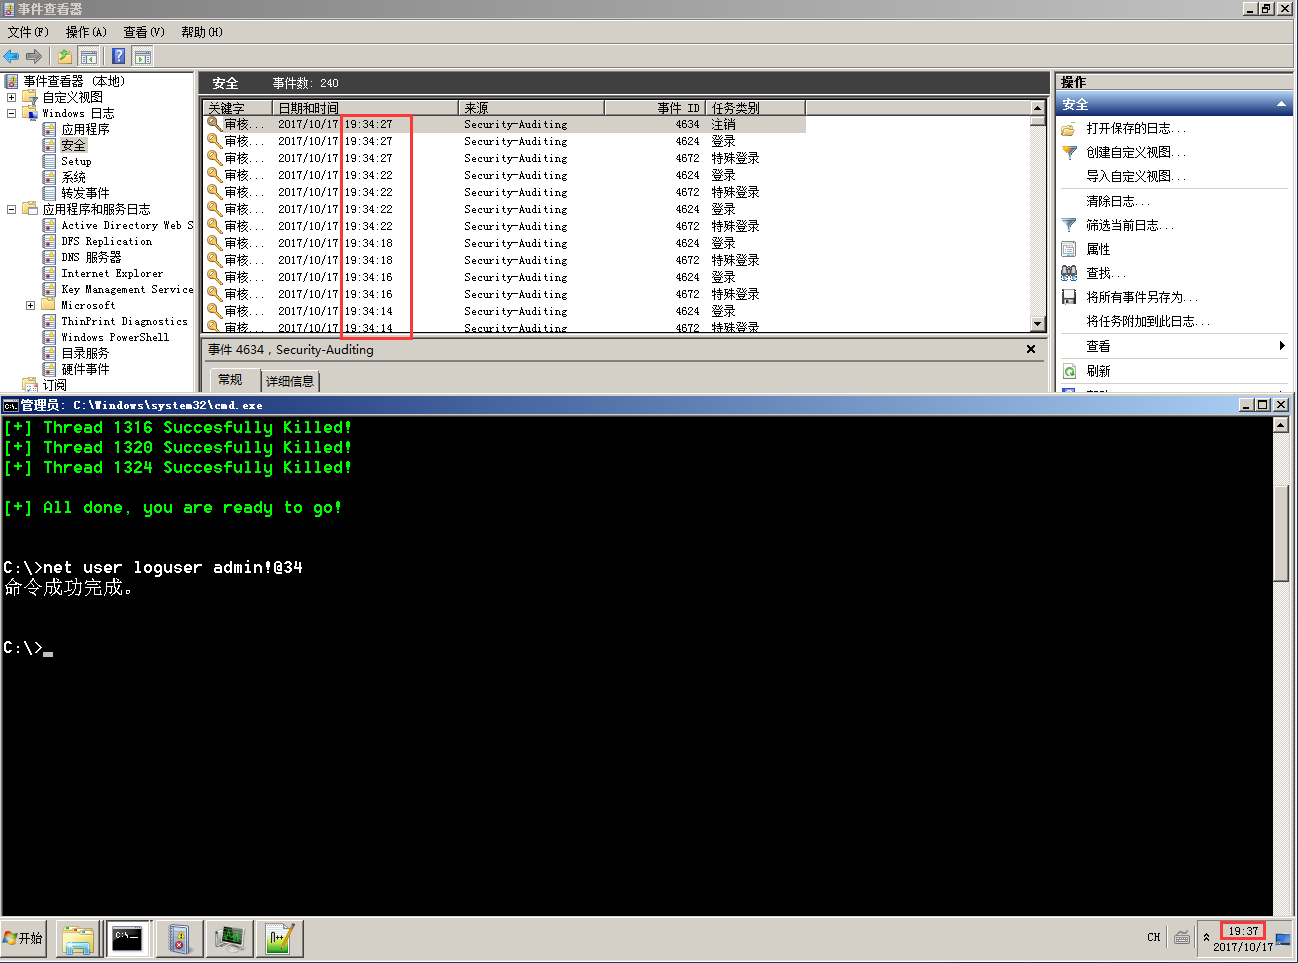 事件查看器
文件(F) 操作(A) 查看(V) 帮助(H)
事件查看器 (本地)
自定义视图
Windows 日志
应用程序
安全
Setup
系统
转发事件
应用程序和服务日志
Active Directory Web S
DFS Replication
DNS 服务器
Internet Explorer
Key Management Service
Microsoft
ThinPrint Diagnostics
Windows PowerShell
目录服务
硬件事件
订阅
安全 事件数: 240
关键字 日期和时间 来源 事件 ID 任务类别
审核... 2017/10/17 19:34:27 Security-Auditing 4634 注销
审核... 2017/10/17 19:34:27 Security-Auditing 4624 登录
审核... 2017/10/17 19:34:27 Security-Auditing 4672 特殊登录
审核... 2017/10/17 19:34:22 Security-Auditing 4624 登录
审核... 2017/10/17 19:34:22 Security-Auditing 4672 特殊登录
审核... 2017/10/17 19:34:22 Security-Auditing 4624 登录
审核... 2017/10/17 19:34:22 Security-Auditing 4672 特殊登录
审核... 2017/10/17 19:34:18 Security-Auditing 4624 登录
审核... 2017/10/17 19:34:18 Security-Auditing 4672 特殊登录
审核... 2017/10/17 19:34:16 Security-Auditing 4624 登录
审核... 2017/10/17 19:34:16 Security-Auditing 4672 特殊登录
审核... 2017/10/17 19:34:14 Security-Auditing 4624 登录
审核... 2017/10/17 19:34:14 Security-Auditing 4672 特殊登录
事件 4634，Security-Auditing
常规 详细信息
操作
安全
打开保存的日志...
创建自定义视图...
导入自定义视图...
清除日志...
筛选当前日志...
属性
查找...
将所有事件另存为...
将任务附加到此日志...
查看
刷新
管理员: C:\Windows\system32\cmd.exe
[+] Thread 1316 Succesfully Killed!
[+] Thread 1320 Succesfully Killed!
[+] Thread 1324 Succesfully Killed!
[+] All done, you are ready to go!
C:\>net user loguser admin!@34
命令成功完成。
C:\>_
开始
CH
19:37
2017/10/17